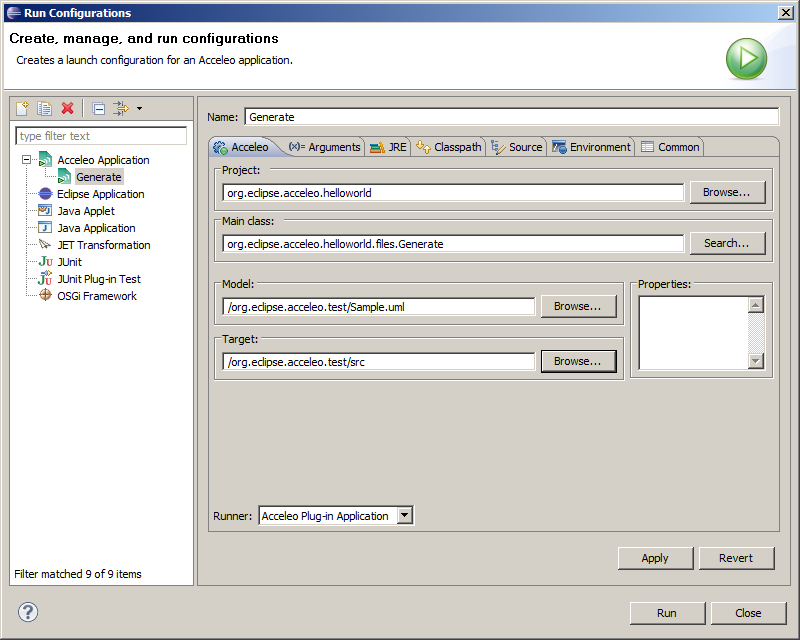 Run Configurations
Create, manage, and run configurations
Creates a launch configuration for an Acceleo application.
type filter text
Acceleo Application
Generate
Eclipse Application
Java Applet
Java Application
JET Transformation
JUnit
JUnit Plug-in Test
OSGi Framework
Filter matched 9 of 9 items
Name: Generate
Acceleo (x)= Arguments JRE Classpath Source Environment Common
Project:
org.eclipse.acceleo.helloworld Browse...
Main class:
org.eclipse.acceleo.helloworld.files.Generate Search...
Model:
/org.eclipse.acceleo.test/Sample.uml Browse...
Properties:
Target:
/org.eclipse.acceleo.test/src Browse...
Runner: Acceleo Plug-in Application
Apply Revert
? Run Close